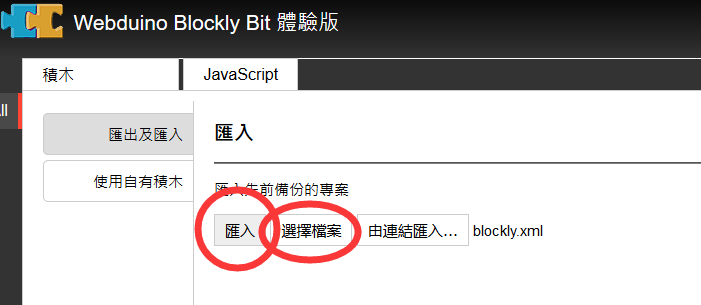 Webduino Blockly Bit 體驗版
積木
JavaScript
ll
匯出及匯入
使用自有積木
匯入
匯入先前備份的專案
匯入 選擇檔案 由連結匯入... blockly.xml